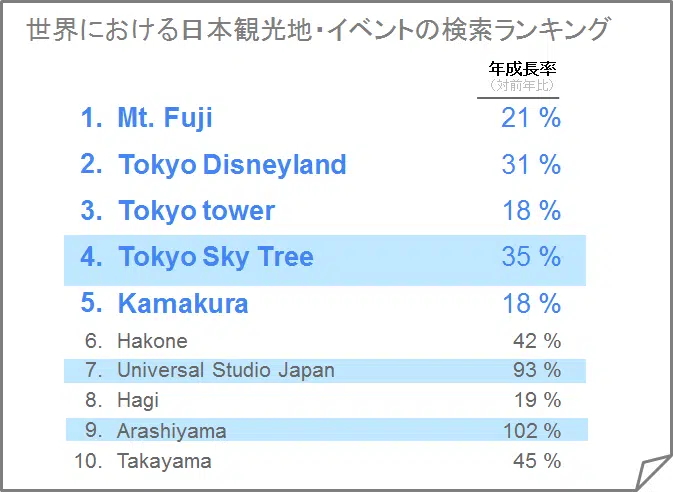 世界における日本観光地・イベントの検索ランキング
年成長率
（対前年比）
1. Mt. Fuji 21 %
2. Tokyo Disneyland 31 %
3. Tokyo tower 18 %
4. Tokyo Sky Tree 35 %
5. Kamakura 18 %
6. Hakone 42 %
7. Universal Studio Japan 93 %
8. Hagi 19 %
9. Arashiyama 102 %
10. Takayama 45 %